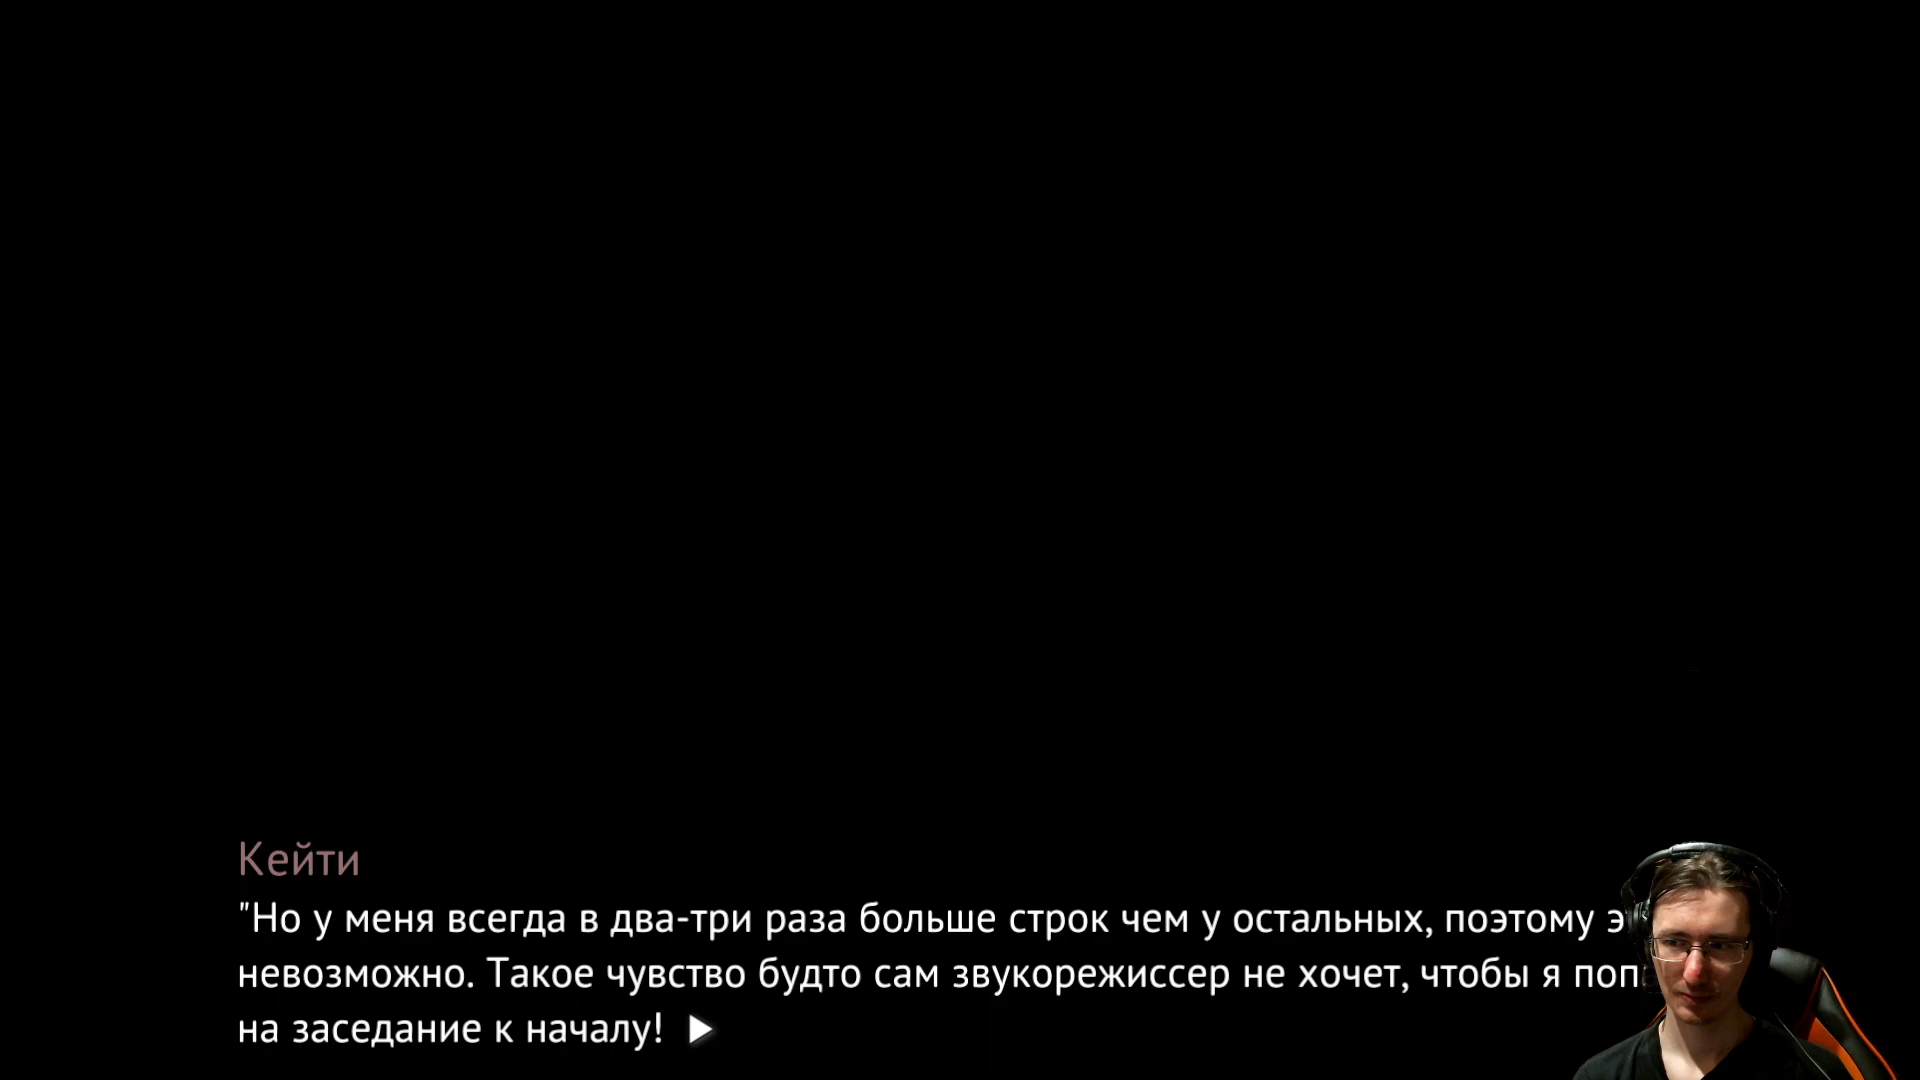 Кейти
"Но у меня всегда в два-три раза больше строк чем у остальных, поэтому
невозможно. Такое чувство будто сам звукорежиссер не хочет, чтобы я
на заседание к началу!